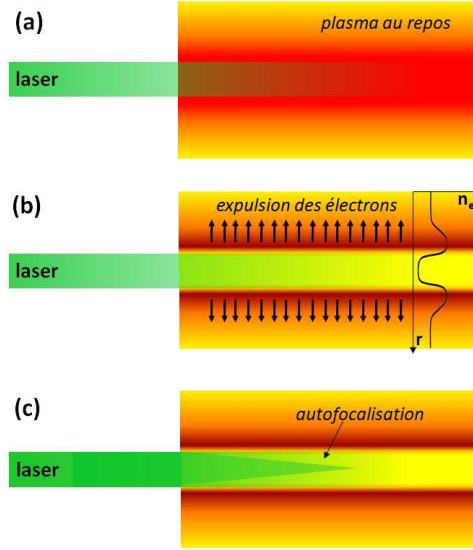 (a)
plasma au repos
laser
(b)
expulsion des électrons
nₑ
laser
r
(c)
autofocalisation
laser